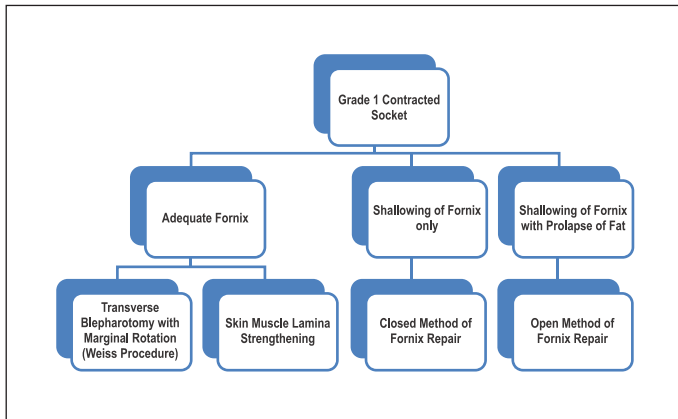 Grade 1 Contracted
Socket
Adequate Fornix
Shallowing of Fornix
only
Shallowing of Fornix
with Prolapse of Fat
Transverse
Blepharotomy with
Marginal Rotation
(Weiss Procedure)
Skin Muscle Lamina
Strengthening
Closed Method of
Fornix Repair
Open Method of
Fornix Repair